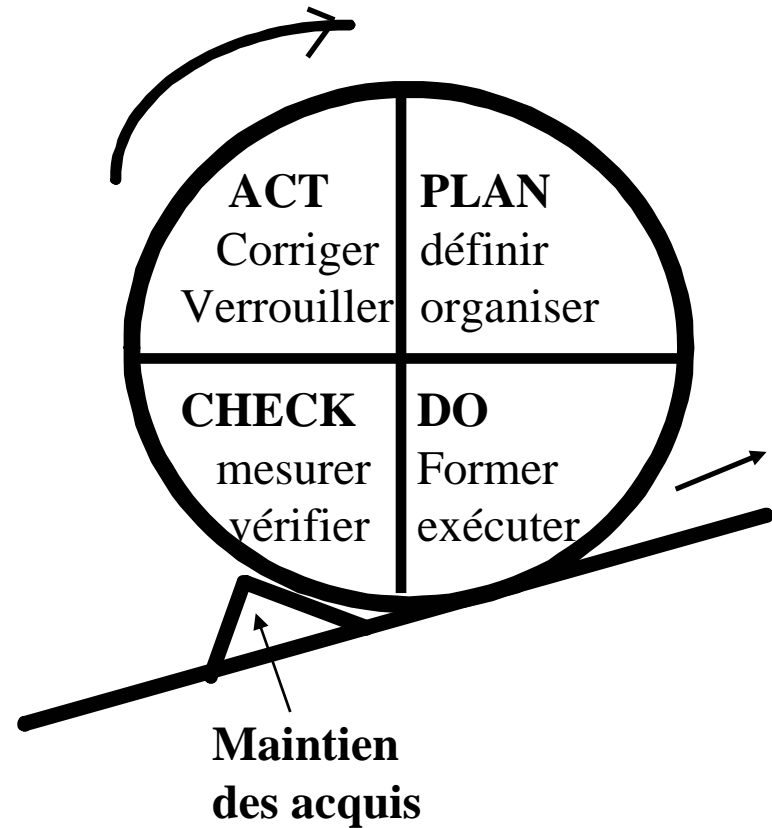 ACT
Corriger
Verrouiller
PLAN
définir
organiser
CHECK
mesurer
vérifier
DO
Former
exécuter
Maintien
des acquis